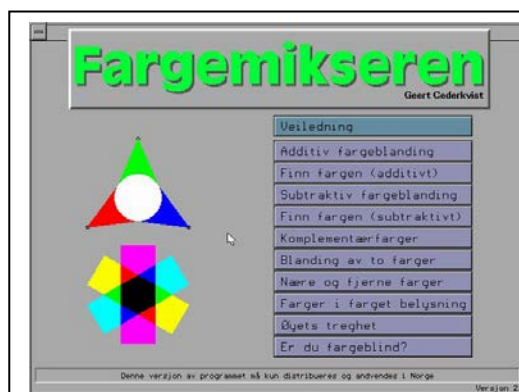 Fargemikseren
Geert Cederkvist
Veiledning
Additiv fargeblanding
Finn fargen (additivt)
Subtraktiv fargeblanding
Finn fargen (subtraktivt)
Komplementærfarger
Blanding av to farger
Nære og fjerne farger
Farger i farget belysning
Øyets treghet
Er du fargeblind?
Denne versjon av programmet må kun distribueres og andvendes i Norge
Versjon 2